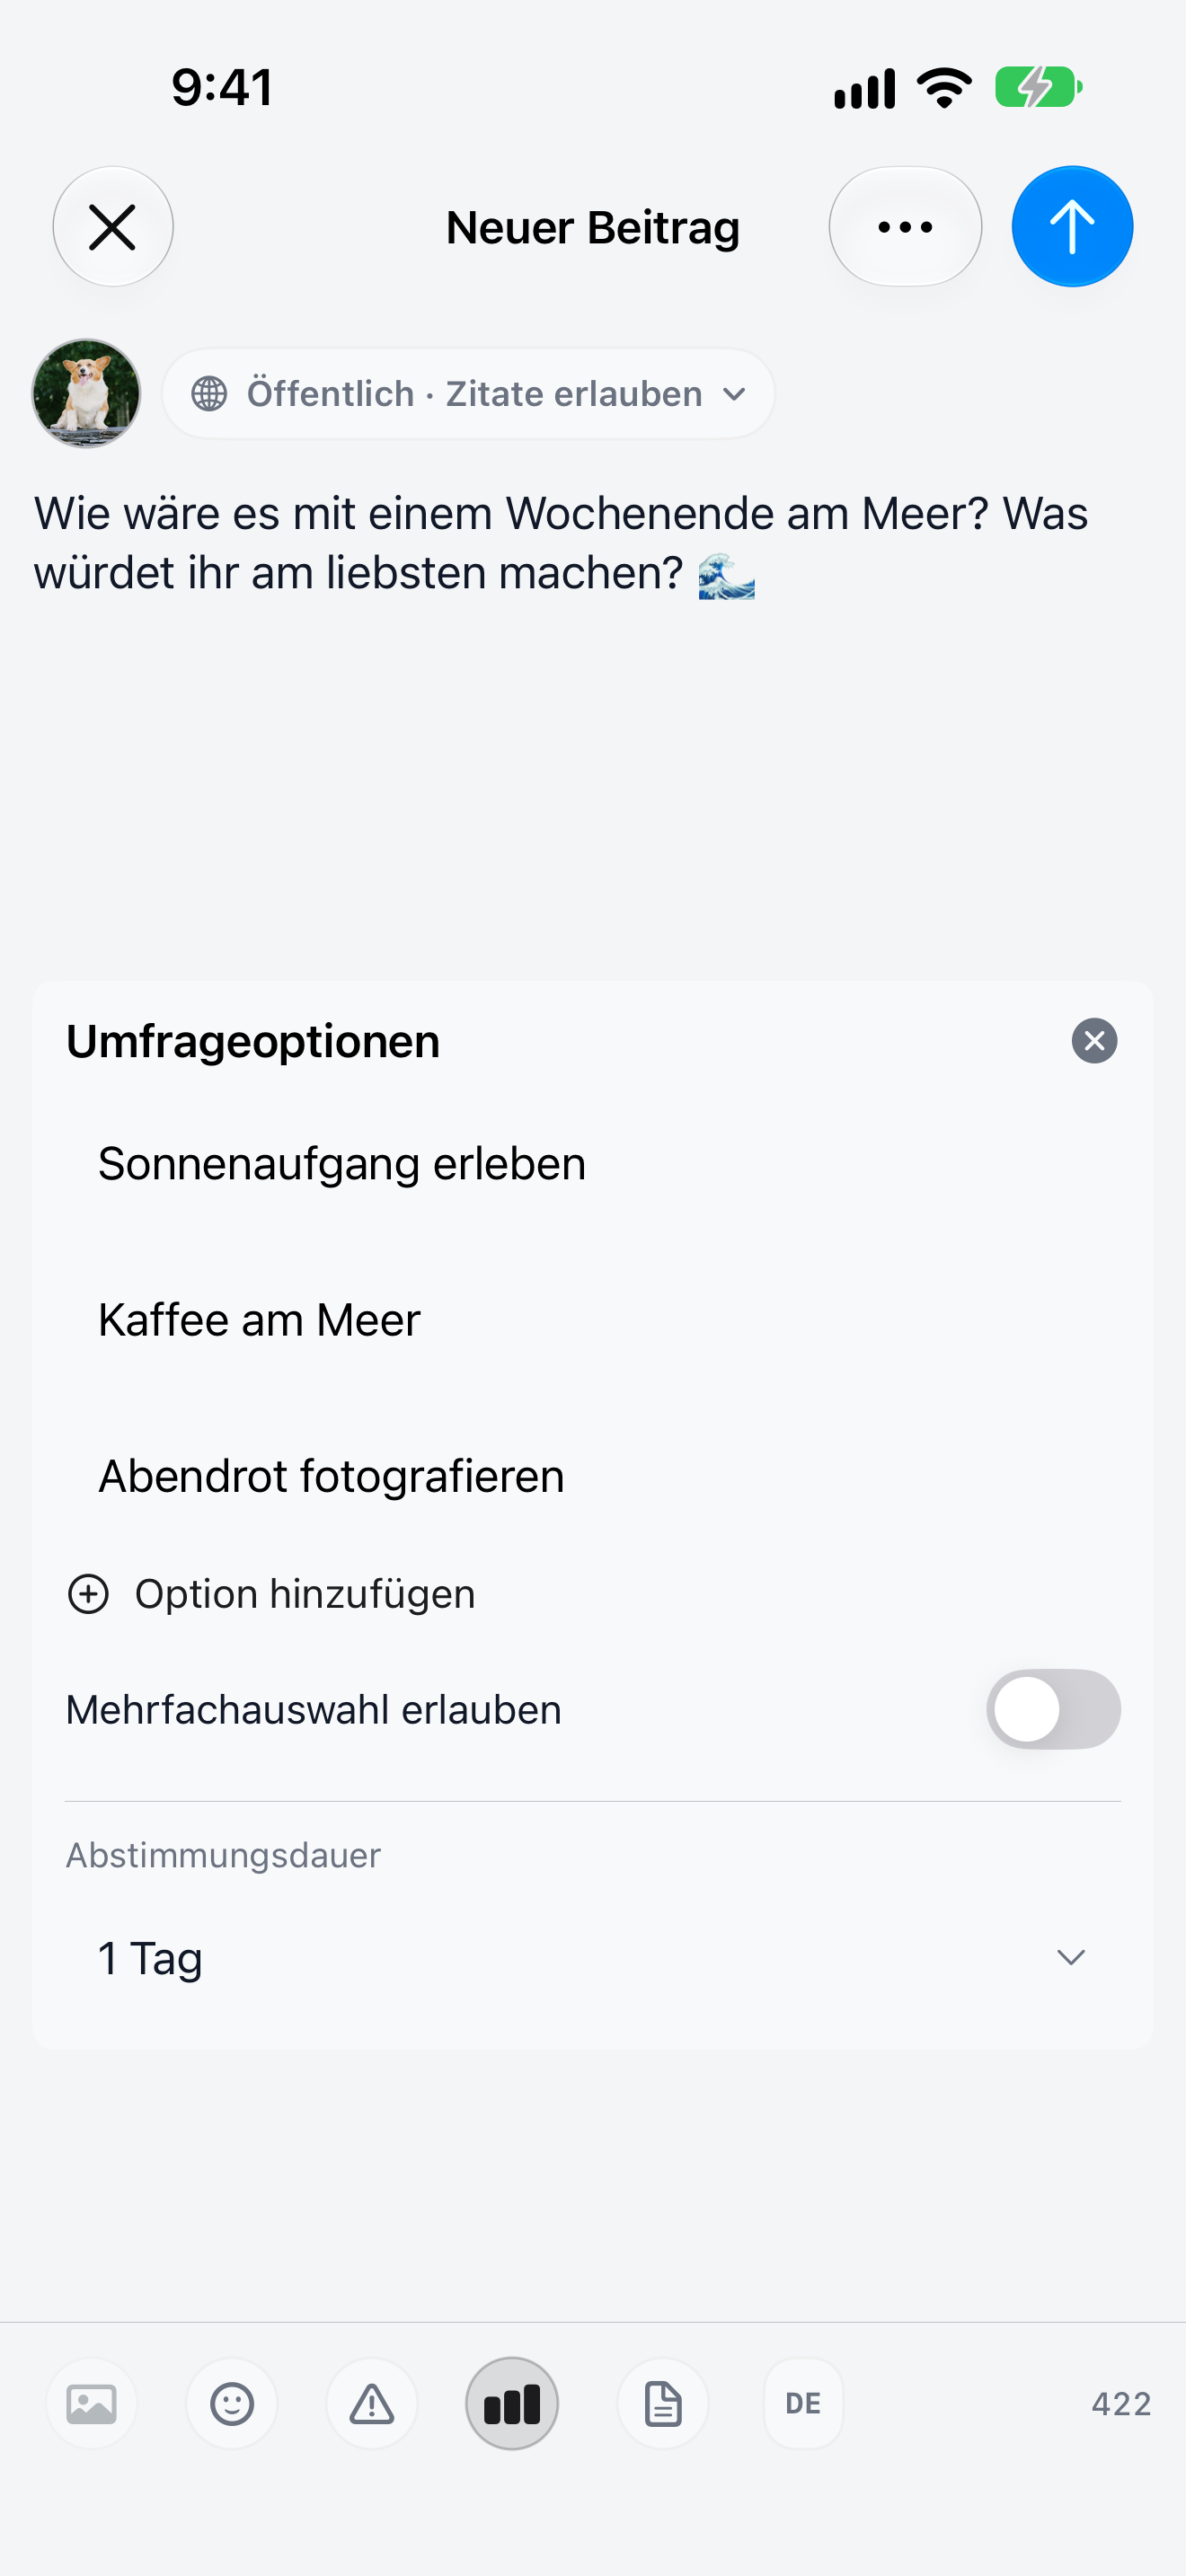 9:41
Neuer Beitrag
Öffentlich · Zitate erlauben
Wie wäre es mit einem Wochenende am Meer? Was
würdet ihr am liebsten machen? 🌊
Umfrageoptionen
Sonnenaufgang erleben
Kaffee am Meer
Abendrot fotografieren
Option hinzufügen
Mehrfachauswahl erlauben
Abstimmungsdauer
1 Tag
DE
422